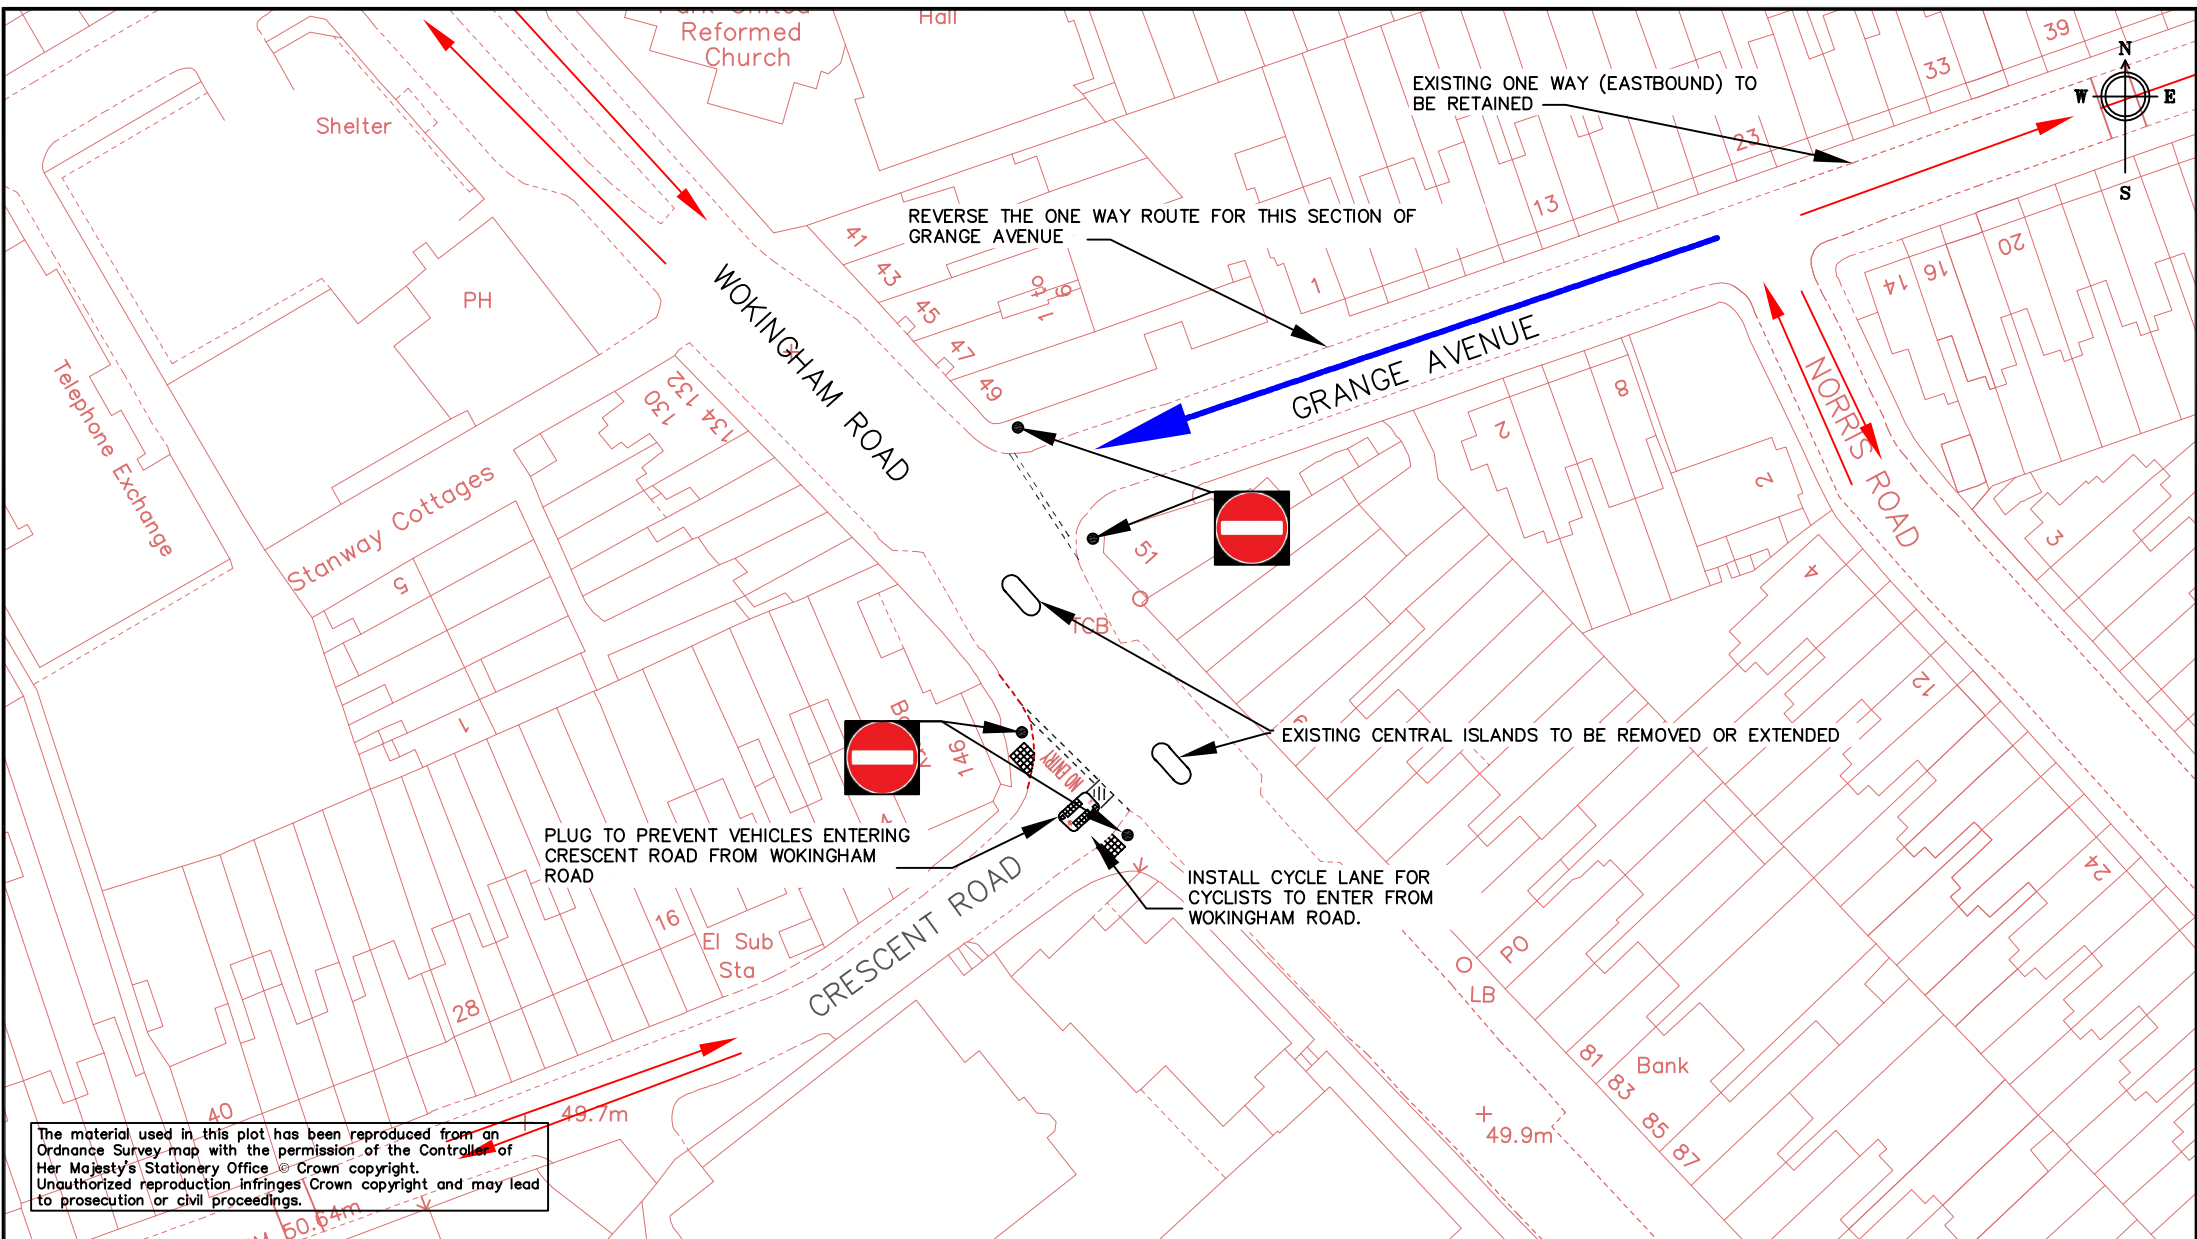 Reformed
Church
Hall
Shelter
PH
Telephone Exchange
Stanway Cottages
5
1
130
132
134
41
43
45
47
49
1 to 6
1
13
23
33
39
EXISTING ONE WAY (EASTBOUND) TO
BE RETAINED
N
W
E
S
REVERSE THE ONE WAY ROUTE FOR THIS SECTION OF
GRANGE AVENUE
WOKINGHAM ROAD
GRANGE AVENUE
NORRIS ROAD
14
16
20
2
8
2
3
4
12
24
51
TCB
EXISTING CENTRAL ISLANDS TO BE REMOVED OR EXTENDED
146
NO ENTRY
PLUG TO PREVENT VEHICLES ENTERING
CRESCENT ROAD FROM WOKINGHAM
ROAD
INSTALL CYCLE LANE FOR
CYCLISTS TO ENTER FROM
WOKINGHAM ROAD.
CRESCENT ROAD
16
El Sub
Sta
28
40
49.7m
PO
LB
81
83
85
87
Bank
49.9m
The material used in this plot has been reproduced from an
Ordnance Survey map with the permission of the Controller of
Her Majesty's Stationery Office © Crown copyright.
Unauthorized reproduction infringes Crown copyright and may lead
to prosecution or civil proceedings.
50.64m